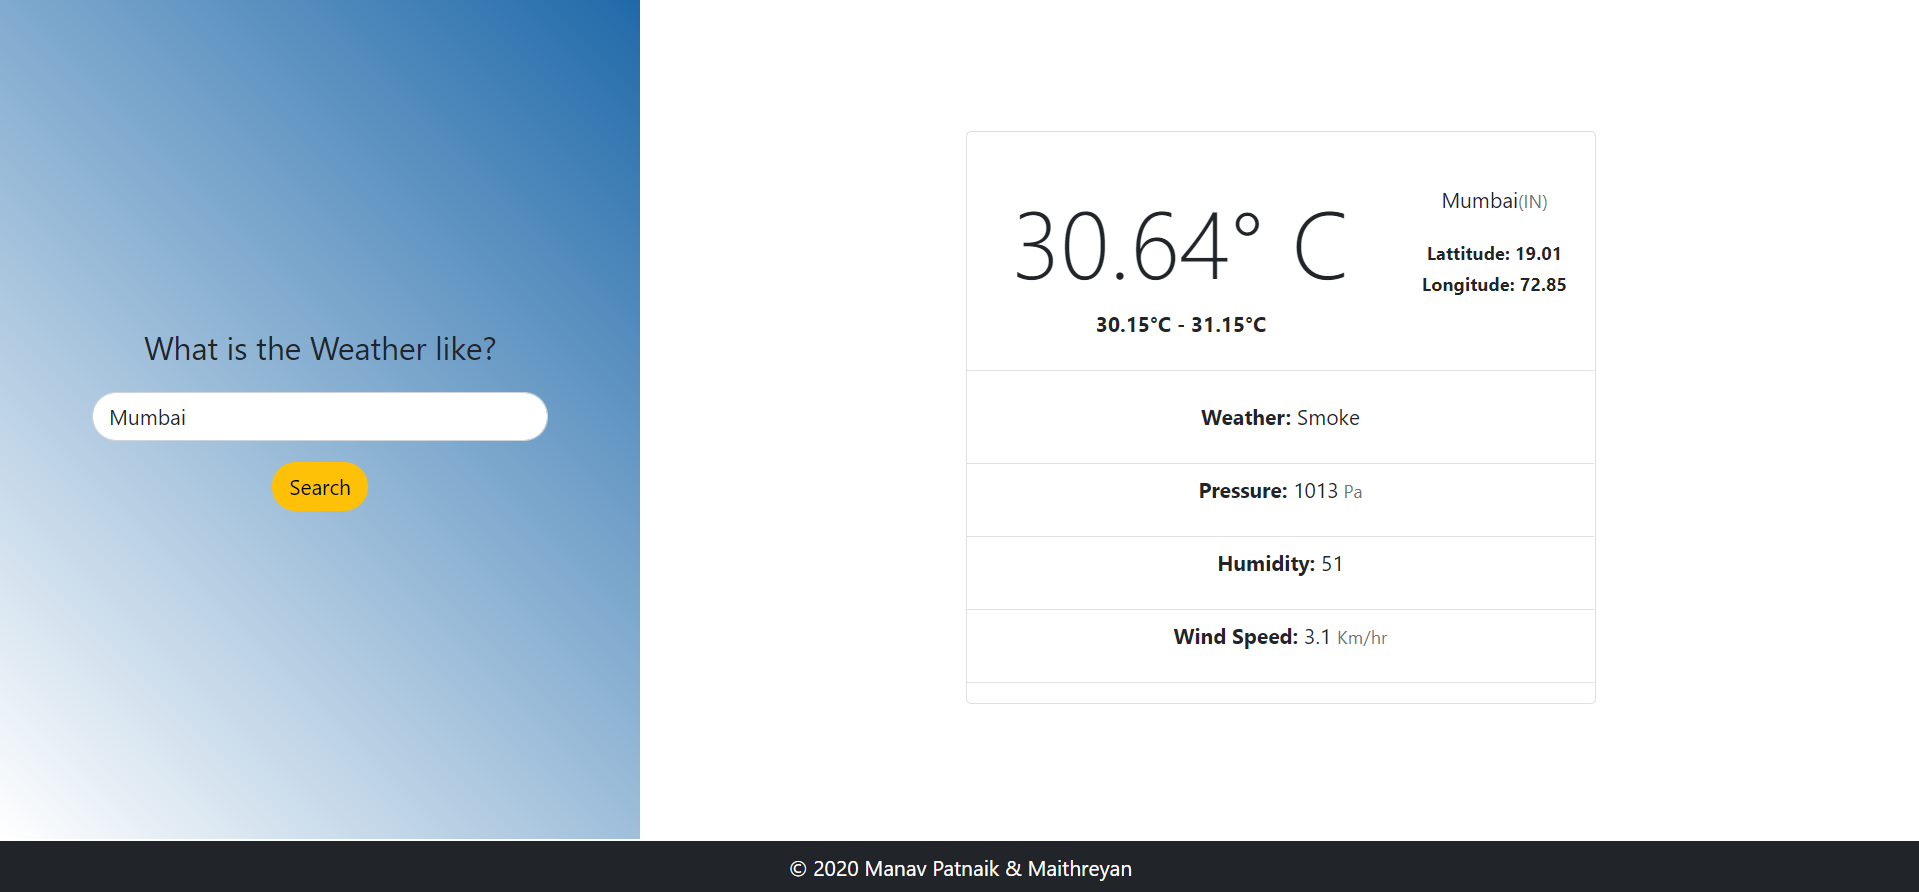 What is the Weather like?
Mumbai
Search
30.64° C
30.15°C - 31.15°C
Mumbai(IN)
Lattitude: 19.01
Longitude: 72.85
Weather: Smoke
Pressure: 1013 Pa
Humidity: 51
Wind Speed: 3.1 Km/hr
© 2020 Manav Patnaik & Maithreyan